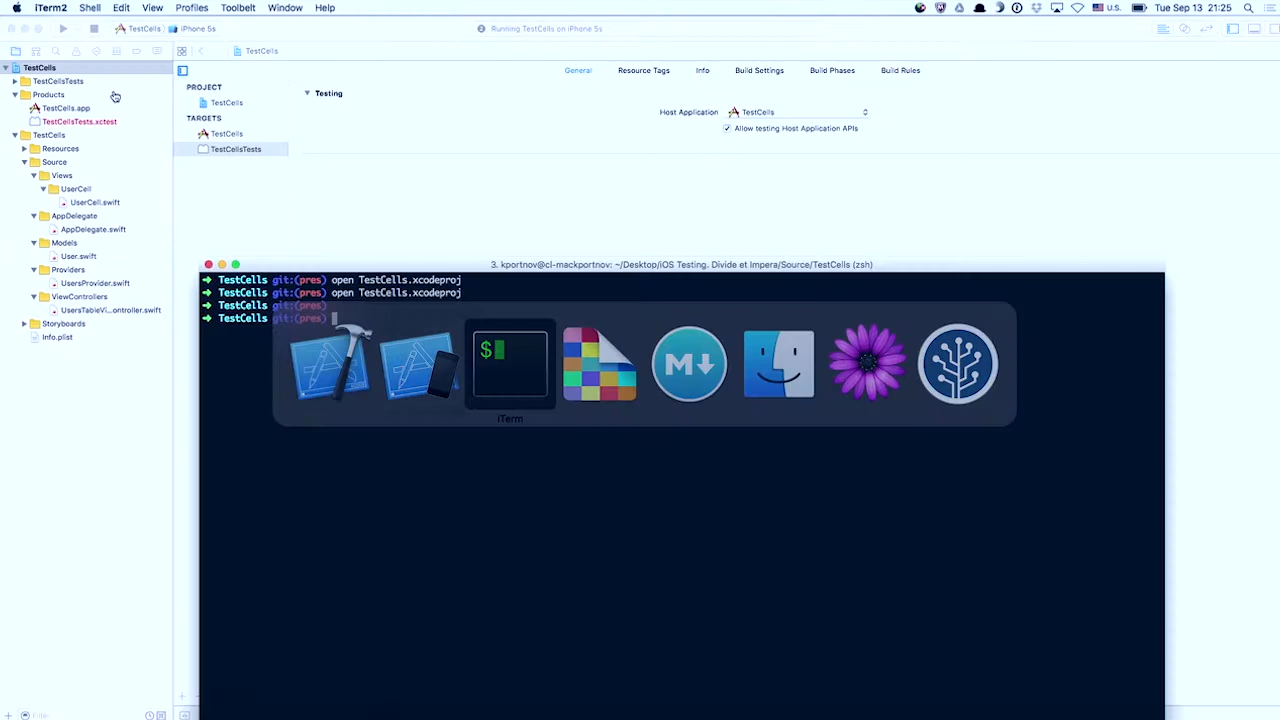 iTerm2 Shell Edit View Profiles Toolbelt Window Help U.S. Tue Sep 13 21:25
TestCells iPhone 5s Running TestCells on iPhone 5s
TestCells
TestCells
TestCellsTests
Products
TestCells.app
TestCellsTests.xctest
TestCells
Resources
Source
Views
UserCell
UserCell.swift
AppDelegate
AppDelegate.swift
Models
User.swift
Providers
UsersProvider.swift
ViewControllers
UsersTableVi...ontroller.swift
Storyboards
Info.plist
Filter
General Resource Tags Info Build Settings Build Phases Build Rules
PROJECT
TestCells
TARGETS
TestCells
TestCellsTests
Testing
Host Application TestCells
Allow testing Host Application APIs
3. kportnov@cl-mackportnov: ~/Desktop/iOS Testing. Divide et Impera/Source/TestCells (zsh)
➜ TestCells git:(pres) open TestCells.xcodeproj
➜ TestCells git:(pres) open TestCells.xcodeproj
➜ TestCells git:(pres)
➜ TestCells git:(pres)
$
M
iTerm